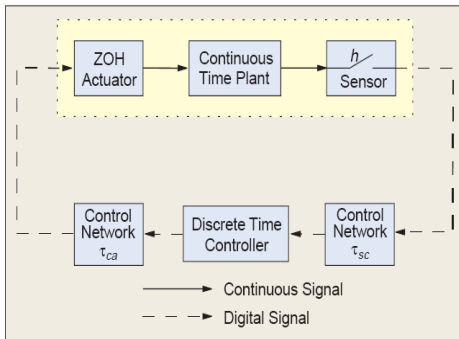 ZOH
Actuator
Continuous
Time Plant
h
Sensor
Control
Network
τca
Discrete Time
Controller
Control
Network
τsc
Continuous Signal
Digital Signal